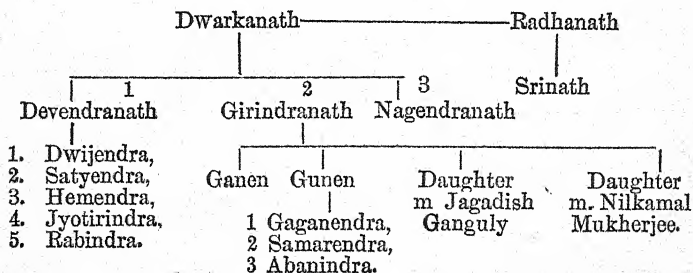 Dwarkanath Radhanath
1 2 3 Srinath
Devendranath Girindranath Nagendranath
1. Dwijendra,
2. Satyendra,
3. Hemendra,
4. Jyotirindra,
5. Rabindra.
Ganen Gunen Daughter Daughter
m Jagadish m. Nilkamal
1 Gaganendra, Ganguly Mukherjee.
2 Samarendra,
3 Abanindra.